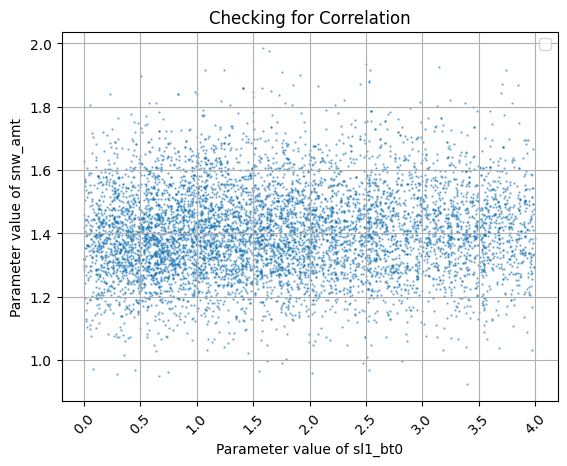 Checking for Correlation
Parameter value of snw_amt
2.0
1.8
1.6
1.4
1.2
1.0
0.0 0.5 1.0 1.5 2.0 2.5 3.0 3.5 4.0
Parameter value of sl1_bt0